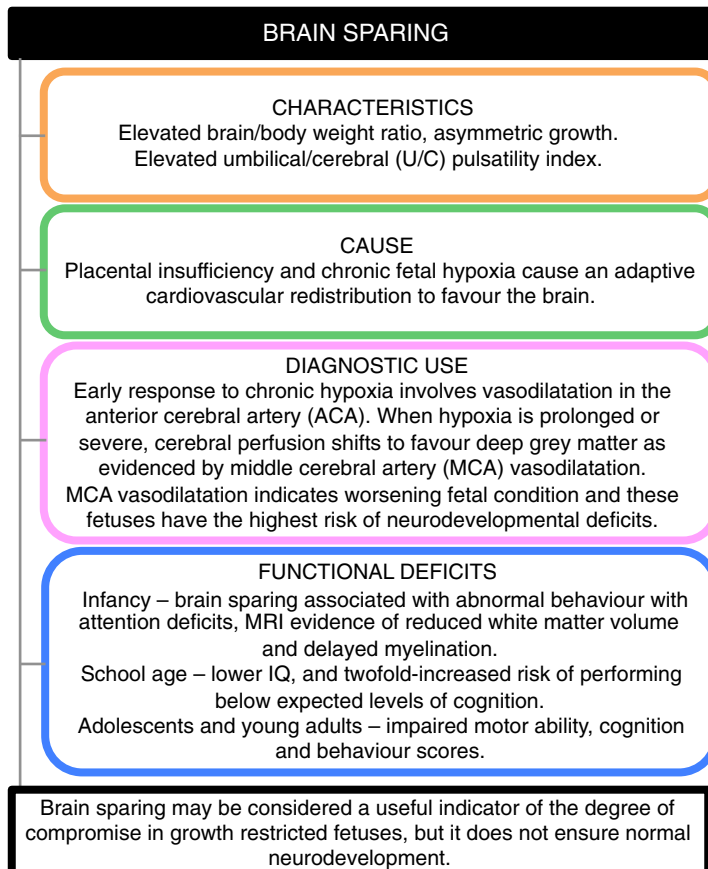 BRAIN SPARING
CHARACTERISTICS
Elevated brain/body weight ratio, asymmetric growth.
Elevated umbilical/cerebral (U/C) pulsatility index.
CAUSE
Placental insufficiency and chronic fetal hypoxia cause an adaptive
cardiovascular redistribution to favour the brain.
DIAGNOSTIC USE
Early response to chronic hypoxia involves vasodilatation in the
anterior cerebral artery (ACA). When hypoxia is prolonged or
severe, cerebral perfusion shifts to favour deep grey matter as
evidenced by middle cerebral artery (MCA) vasodilatation.
MCA vasodilatation indicates worsening fetal condition and these
fetuses have the highest risk of neurodevelopmental deficits.
FUNCTIONAL DEFICITS
Infancy – brain sparing associated with abnormal behaviour with
attention deficits, MRI evidence of reduced white matter volume
and delayed myelination.
School age – lower IQ, and twofold-increased risk of performing
below expected levels of cognition.
Adolescents and young adults – impaired motor ability, cognition
and behaviour scores.
Brain sparing may be considered a useful indicator of the degree of
compromise in growth restricted fetuses, but it does not ensure normal
neurodevelopment.